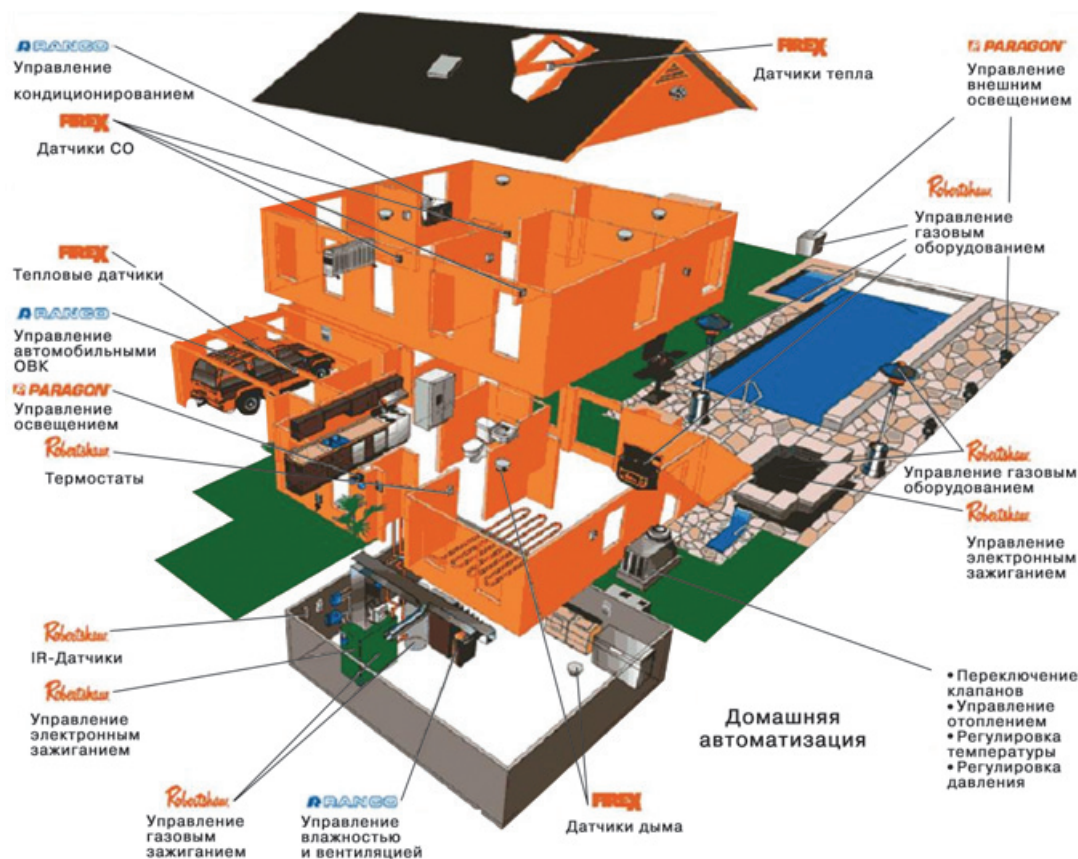 RANCO
Управление
кондиционированием
FIREX
Датчики СО
FIREX
Тепловые датчики
RANCO
Управление
автомобильными
ОВК
PARAGON
Управление
освещением
Robertshaw
Термостаты
Robertshaw
IR-Датчики
Robertshaw
Управление
электронным
зажиганием
Robertshaw
Управление
газовым
зажиганием
RANCO
Управление
влажностью
и вентиляцией
FIREX
Датчики дыма
FIREX
Датчики тепла
PARAGON
Управление
внешним
освещением
Robertshaw
Управление
газовым
оборудованием
Robertshaw
Управление газовым
оборудованием
Robertshaw
Управление
электронным
зажиганием
• Переключение
клапанов
• Управление
отоплением
• Регулировка
температуры
• Регулировка
давления
Домашняя
автоматизация